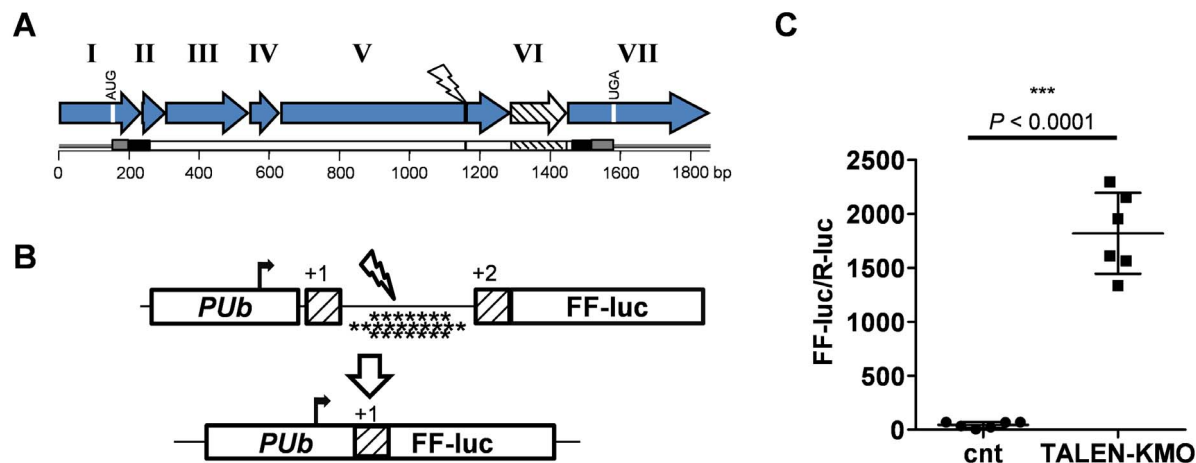 A
I II III IV V VI VII
AUG
UGA
0 200 400 600 800 1000 1200 1400 1600 1800 bp
B
+1
+2
PUb
FF-luc
*******
**********
*******
+1
PUb
FF-luc
C
***
P < 0.0001
FF-luc/R-luc
2500
2000
1500
1000
500
0
cnt TALEN-KMO